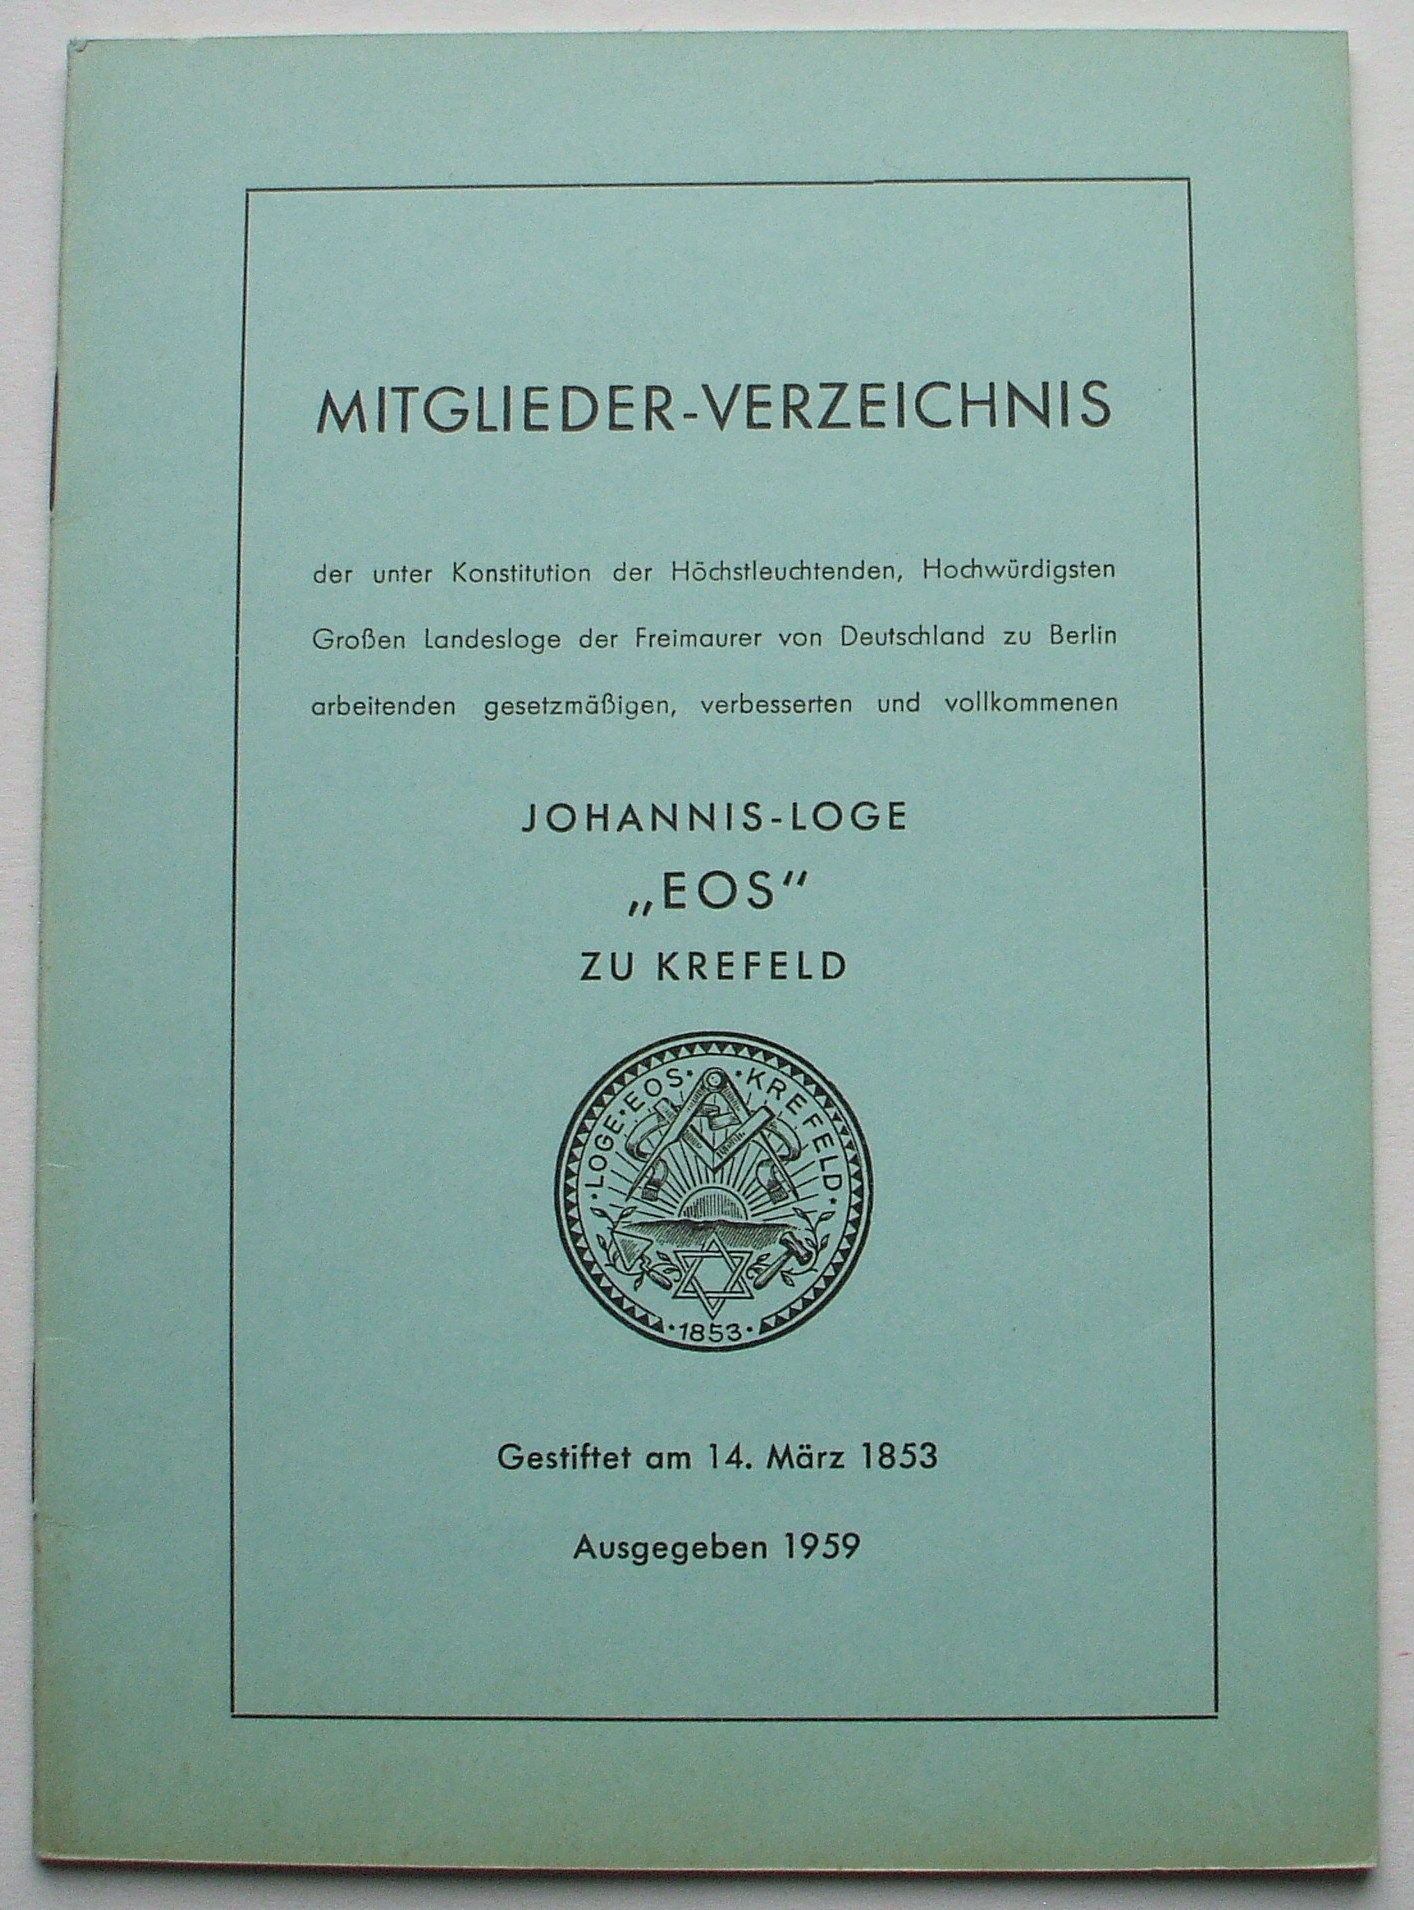 MITGLIEDER-VERZEICHNIS
der unter Konstitution der Höchstleuchtenden, Hochwürdigsten
Großen Landesloge der Freimaurer von Deutschland zu Berlin
arbeitenden gesetzmäßigen, verbesserten und vollkommenen
JOHANNIS-LOGE
„EOS“
ZU KREFELD
·LOGE·EOS· ·KREFELD·
·1853·
Gestiftet am 14. März 1853
Ausgegeben 1959